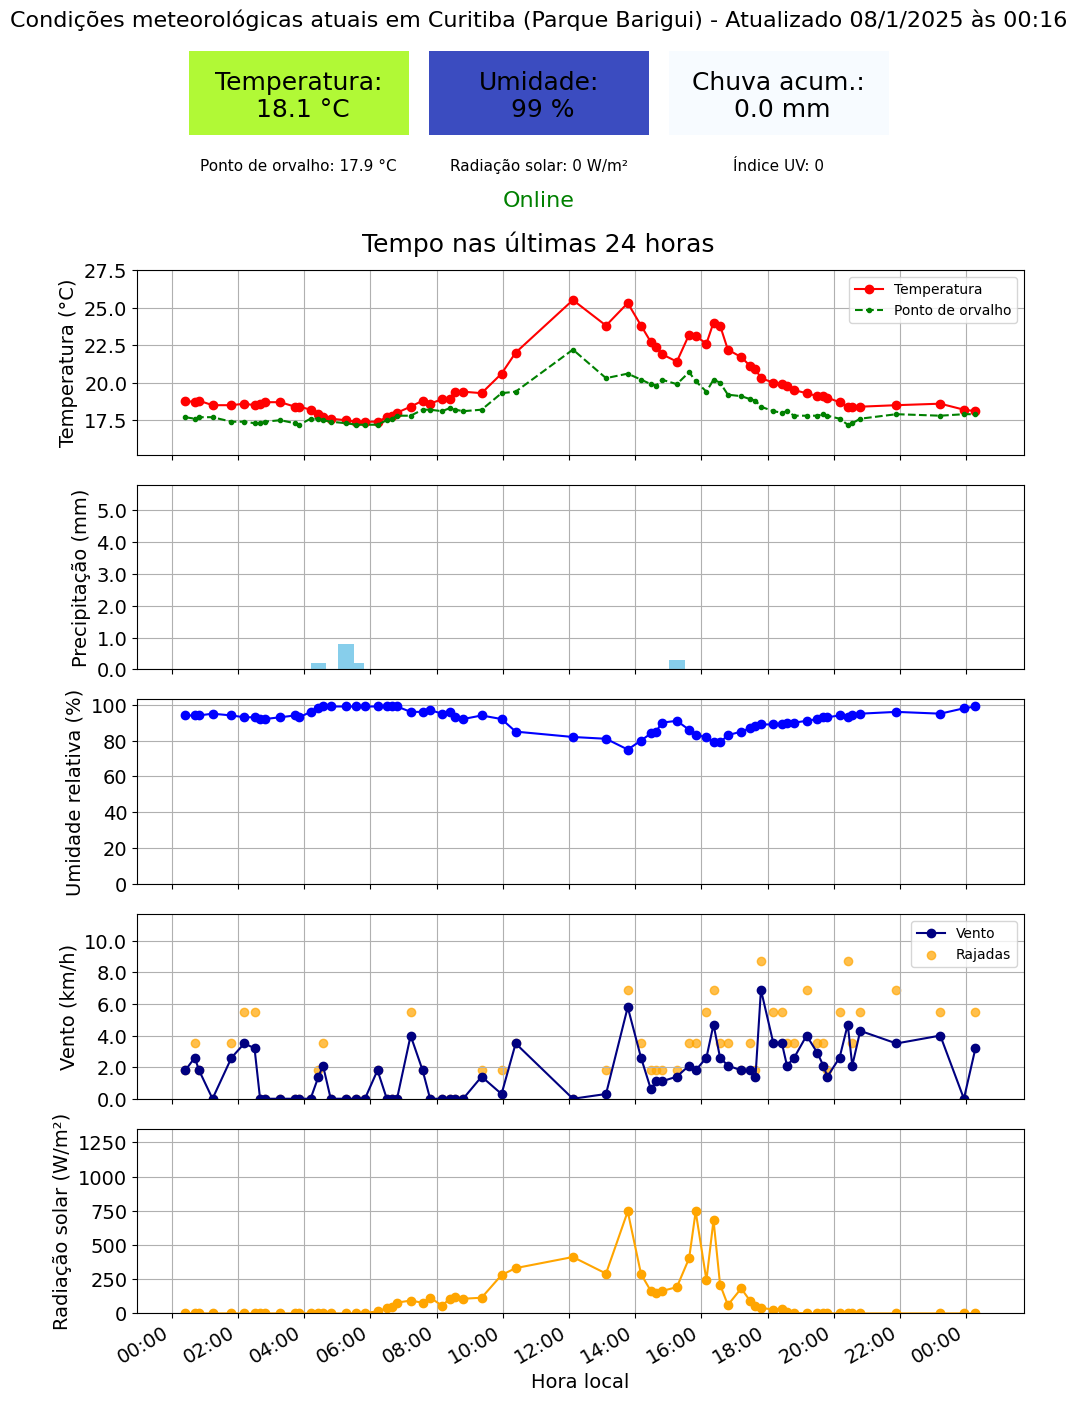 Condições meteorológicas atuais em Curitiba (Parque Barigui) - Atualizado 08/1/2025 às 00:16
Temperatura:
18.1 °C
Umidade:
99 %
Chuva acum.:
0.0 mm
Ponto de orvalho: 17.9 °C
Radiação solar: 0 W/m²
Índice UV: 0
Online
Tempo nas últimas 24 horas
Temperatura (°C)
27.5
25.0
22.5
20.0
17.5
Temperatura
Ponto de orvalho
Precipitação (mm)
5.0
4.0
3.0
2.0
1.0
0.0
Umidade relativa (%)
100
80
60
40
20
0
Vento (km/h)
10.0
8.0
6.0
4.0
2.0
0.0
Vento
Rajadas
Radiação solar (W/m²)
1250
1000
750
500
250
0
00:00
02:00
04:00
06:00
08:00
10:00
12:00
14:00
16:00
18:00
20:00
22:00
00:00
Hora local